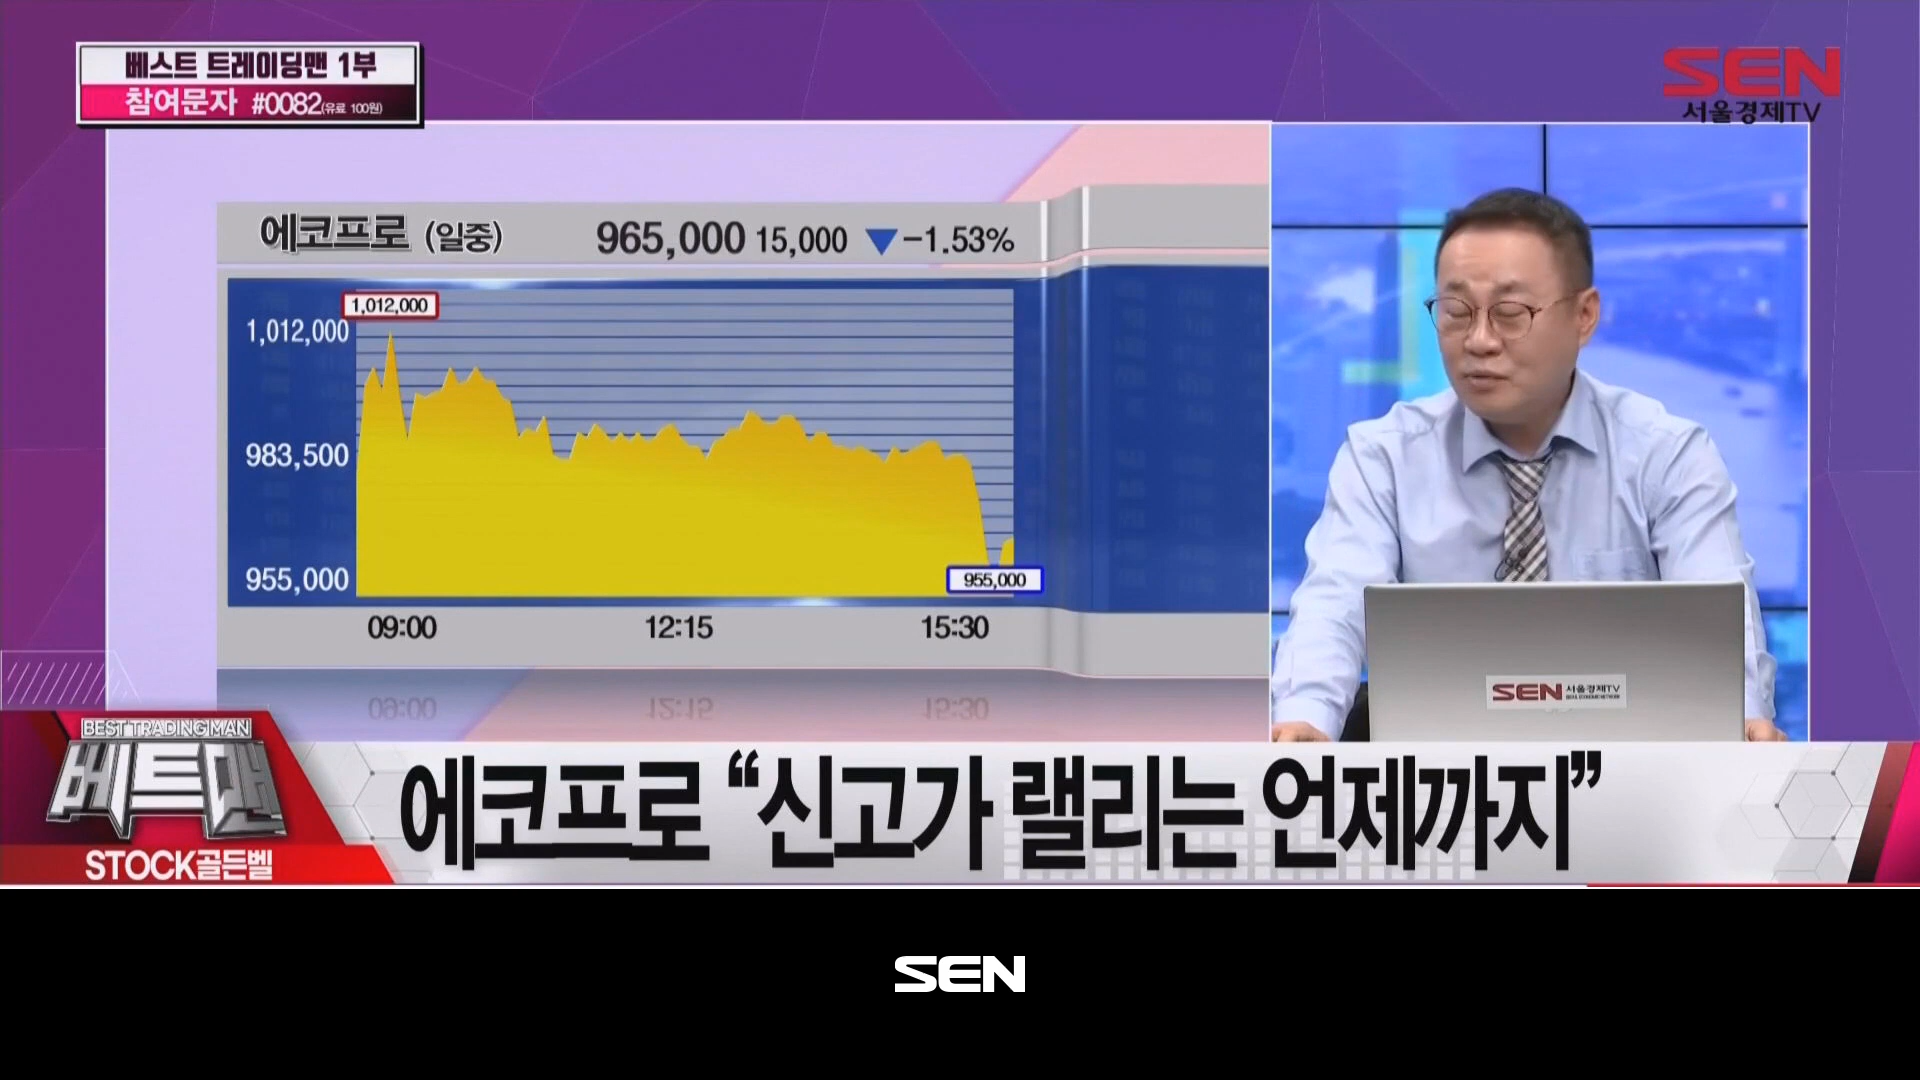 베스트 트레이딩맨 1부
참여문자 #0082(유료 100원)
SEN
서울경제TV
에코프로 (일중) 965,000 15,000 ▼-1.53%
1,012,000
1,012,000
983,500
955,000
955,000
09:00 12:15 15:30
SEN 서울경제TV
BEST TRADING MAN
베트맨
STOCK골든벨
에코프로 “신고가 랠리는 언제까지”
SEN